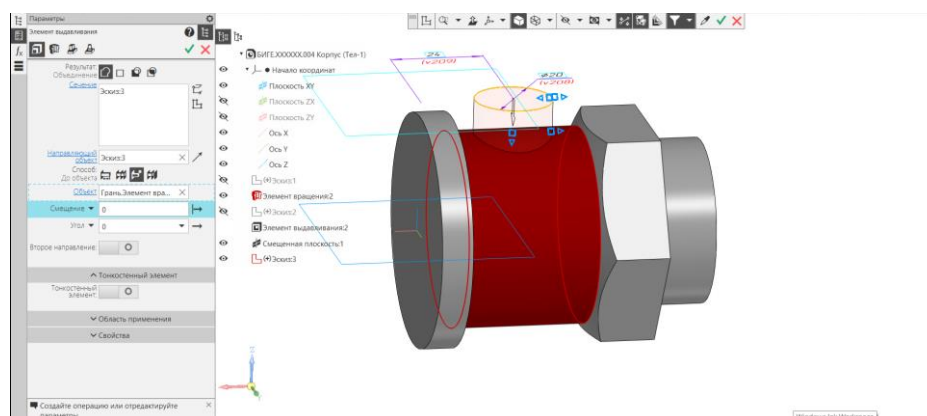 Параметры
Элемент выдавливания
Результат:
Объединение
Сечение
Эскиз:3
Направляющий
объект
Эскиз:3
Способ:
До объекта
Объект
Грань.Элемент вра...
Смещение
0
Угол
0
Второе направление:
Тонкостенный элемент
Тонкостенный
элемент:
Область применения
Свойства
Создайте операцию или отредактируйте
параметры
БИГЕ.XXXXXX.004 Корпус (Тел-1)
Начало координат
Плоскость XY
Плоскость ZX
Плоскость ZY
Ось X
Ось Y
Ось Z
(+)Эскиз:1
Элемент вращения:2
(+)Эскиз:2
Элемент выдавливания:2
Смещенная плоскость:1
(+)Эскиз:3
24
(v209)
⌀20
(v208)